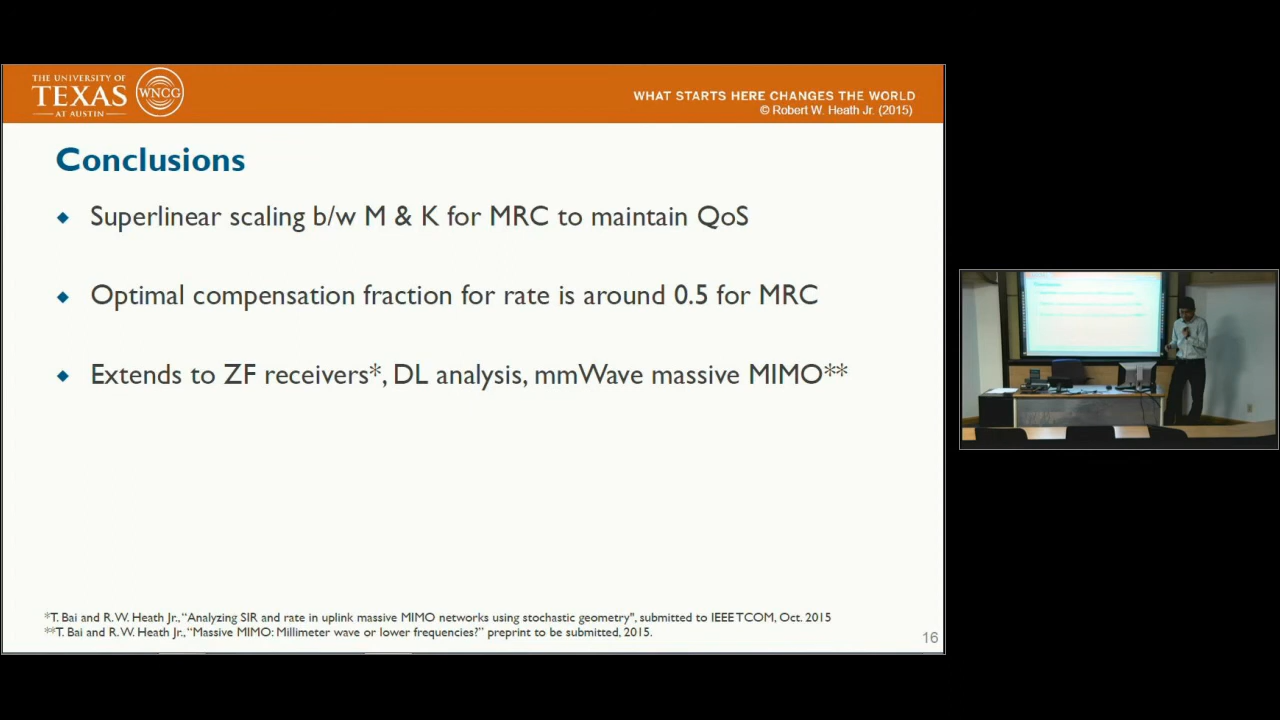 THE UNIVERSITY OF
TEXAS
AT AUSTIN
WNCG
WHAT STARTS HERE CHANGES THE WORLD
© Robert W. Heath Jr. (2015)
Conclusions
Superlinear scaling b/w M & K for MRC to maintain QoS
Optimal compensation fraction for rate is around 0.5 for MRC
Extends to ZF receivers*, DL analysis, mmWave massive MIMO**
*T. Bai and R. W. Heath Jr., "Analyzing SIR and rate in uplink massive MIMO networks using stochastic geometry", submitted to IEEE TCOM, Oct. 2015
**T. Bai and R. W. Heath Jr., "Massive MIMO: Millimeter wave or lower frequencies?" preprint to be submitted, 2015.
16